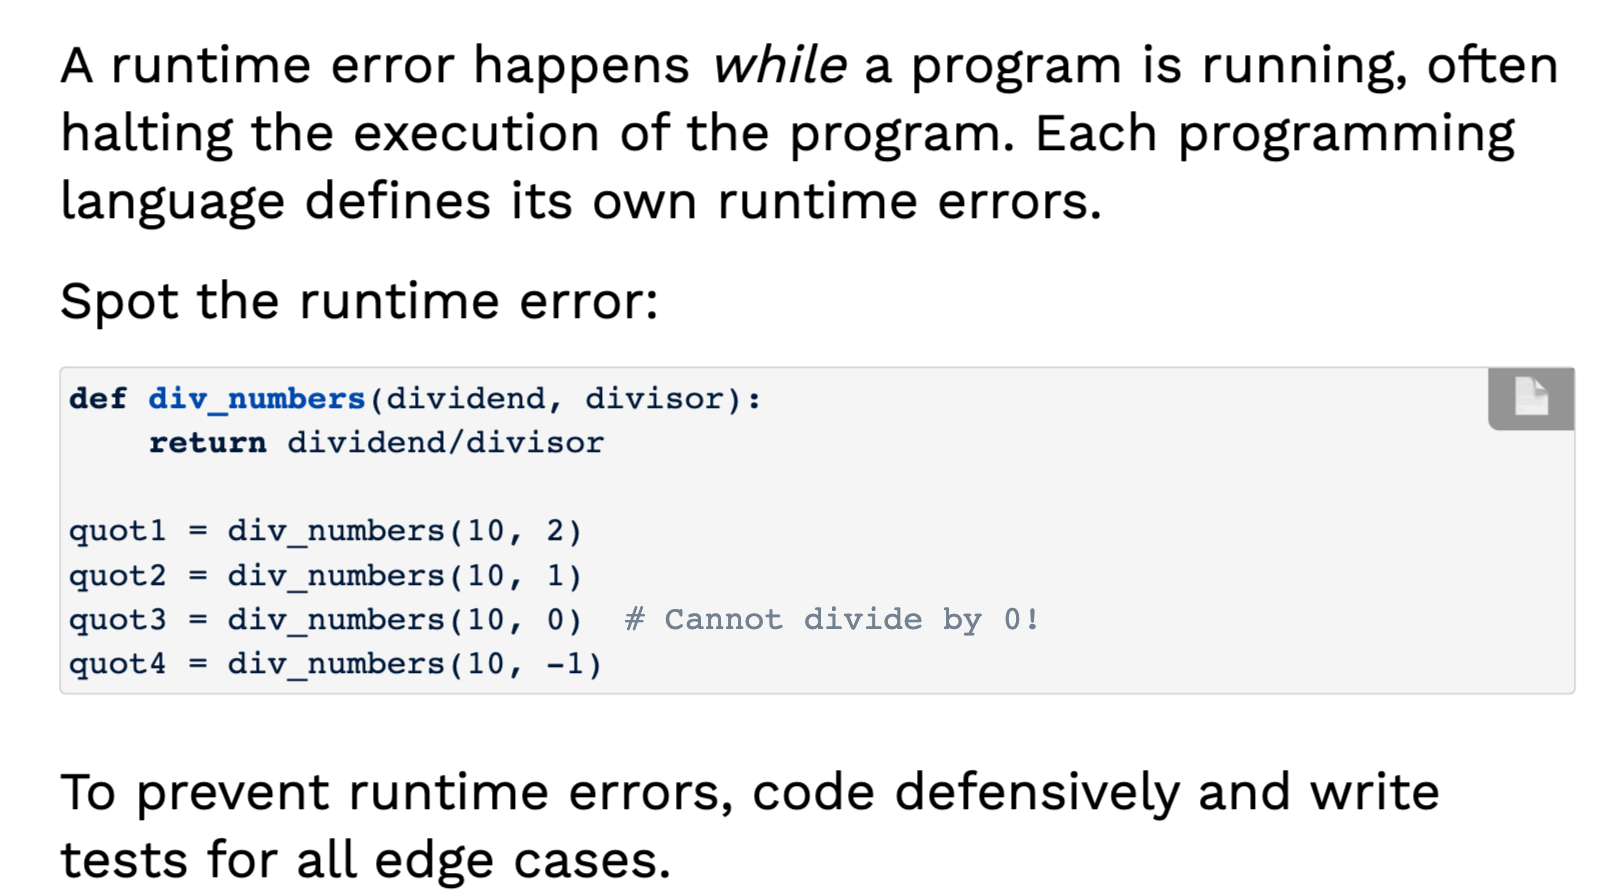 A runtime error happens while a program is running, often
halting the execution of the program. Each programming
language defines its own runtime errors.
Spot the runtime error:
def div_numbers(dividend, divisor):
    return dividend/divisor
quot1 = div_numbers(10, 2)
quot2 = div_numbers(10, 1)
quot3 = div_numbers(10, 0)  # Cannot divide by 0!
quot4 = div_numbers(10, -1)
To prevent runtime errors, code defensively and write
tests for all edge cases.